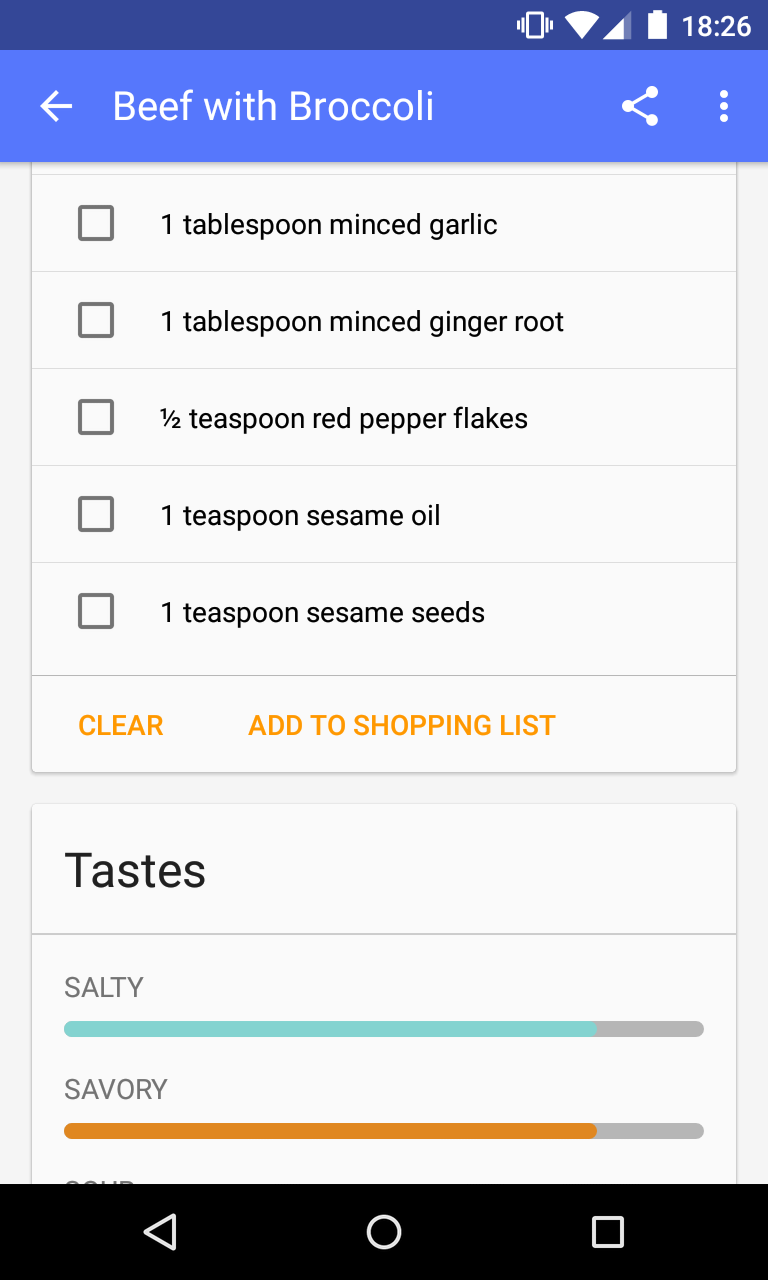 18:26
Beef with Broccoli
1 tablespoon minced garlic
1 tablespoon minced ginger root
½ teaspoon red pepper flakes
1 teaspoon sesame oil
1 teaspoon sesame seeds
CLEAR ADD TO SHOPPING LIST
Tastes
SALTY
SAVORY